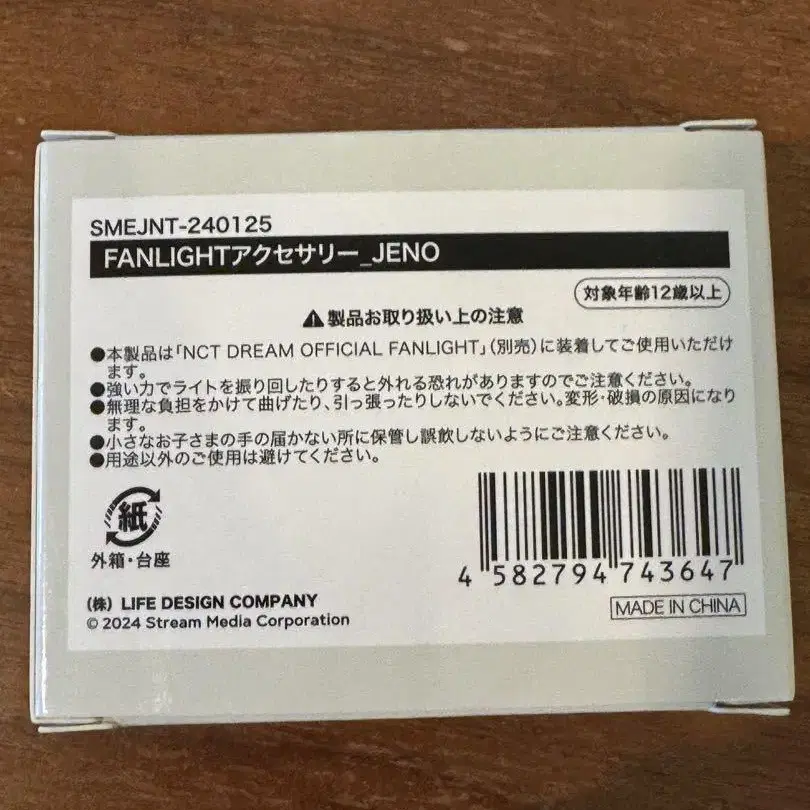 SMEJNT-240125
FANLIGHTアクセサリー_JENO
対象年齢12歳以上
⚠製品お取り扱い上の注意
●本製品は「NCT DREAM OFFICIAL FANLIGHT」(別売)に装着してご使用いただけ
ます。
●強い力でライトを振り回したりすると外れる恐れがありますのでご注意ください。
●無理な負担をかけて曲げたり、引っ張ったりしないでください。変形・破損の原因になり
ます。
●小さなお子さまの手の届かない所に保管し誤飲しないようにご注意ください。
●用途以外のご使用は避けてください。
紙
外箱・台座
4 582794 743647
(株) LIFE DESIGN COMPANY
MADE IN CHINA
© 2024 Stream Media Corporation